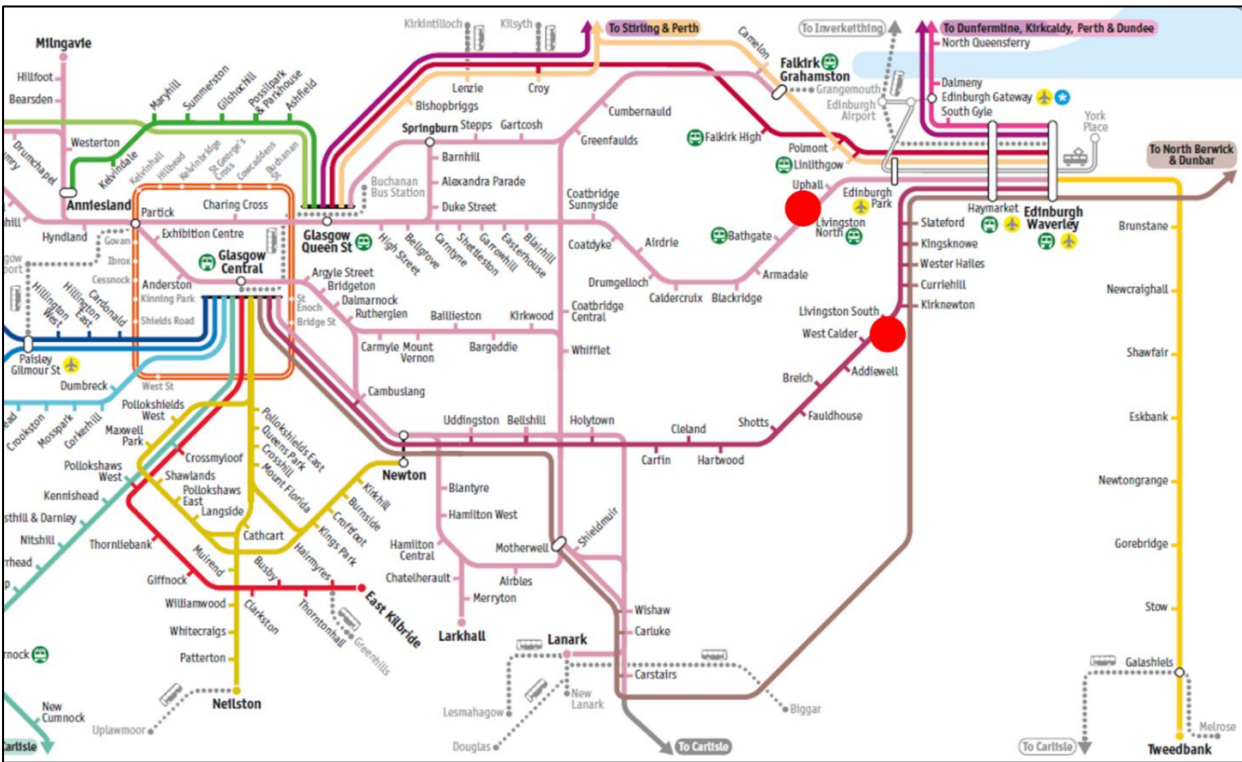 Milngavie
Hillfoot
Bearsden
Westerton
Drumchapel
Anniesland
Hyndland
Kelvindale
Maryhill
Summerston
Gilshochill
Possilpark
& Parkhouse
Ashfield
Kelvinhall
Hillhead
Kelvinbridge
St George's
Cross
Cowcaddens
Buchanan
St
Partick
Charing Cross
Exhibition Centre
Anderston
Govan
Ibrox
Cessnock
Kinning Park
Shields Road
West St
Bridge St
St
Enoch
Buchanan
Bus Station
Glasgow
Queen St
Glasgow
Central
Kirkintilloch
Kilsyth
Lenzie
Croy
To Stirling & Perth
Bishopbriggs
Springburn
Stepps
Gartcosh
Barnhill
Alexandra Parade
Duke Street
Cumbernauld
Greenfaulds
Camelon
Falkirk
Grahamston
Grangemouth
Falkirk High
Polmont
Linlithgow
To Inverkeithing
Edinburgh
Airport
To Dunfermline, Kirkcaldy, Perth & Dundee
North Queensferry
Dalmeny
Edinburgh Gateway
South Gyle
York
Place
To North Berwick
& Dunbar
High Street
Bellgrove
Carntyne
Shettleston
Garrowhill
Easterhouse
Blairhill
Coatbridge
Sunnyside
Coatdyke
Airdrie
Drumgelloch
Caldercruix
Blackridge
Armadale
Bathgate
Livingston
North
Uphall
Edinburgh
Park
Haymarket
Edinburgh
Waverley
Slateford
Kingsknowe
Wester Hailes
Curriehill
Kirknewton
Livingston South
West Calder
Addiewell
Breich
Fauldhouse
Shotts
Hartwood
Cleland
Carfin
Holytown
Bellshill
Uddingston
Argyle Street
Bridgeton
Dalmarnock
Rutherglen
Carmyle
Mount
Vernon
Baillieston
Bargeddie
Kirkwood
Coatbridge
Central
Whifflet
Cambuslang
Newton
Blantyre
Hamilton West
Hamilton
Central
Chatelherault
Merryton
Larkhall
Airbles
Motherwell
Shieldmuir
Wishaw
Carluke
Carstairs
Lanark
New
Lanark
Lesmahagow
Douglas
Biggar
To Carlisle
Hillington
West
Hillington
East
Cardonald
Paisley
Gilmour St
Dumbreck
Corkerhill
Mosspark
Crookston
Pollokshields
West
Maxwell
Park
Crossmyloof
Pollokshaws
West
Shawlands
Pollokshaws
East
Langside
Kennishead
Nitshill
Thornliebank
Giffnock
Pollokshields East
Queens Park
Crosshill
Mount Florida
Cathcart
Kirkhill
Burnside
Croftfoot
Kings Park
Muirend
Williamwood
Whitecraigs
Patterton
Neilston
Uplawmoor
Clarkston
Busby
Thorntonhall
Hairmyres
East Kilbride
Greenhills
New
Cumnock
Brunstane
Newcraighall
Shawfair
Eskbank
Newtongrange
Gorebridge
Stow
Galashiels
Tweedbank
Melrose
To Carlisle